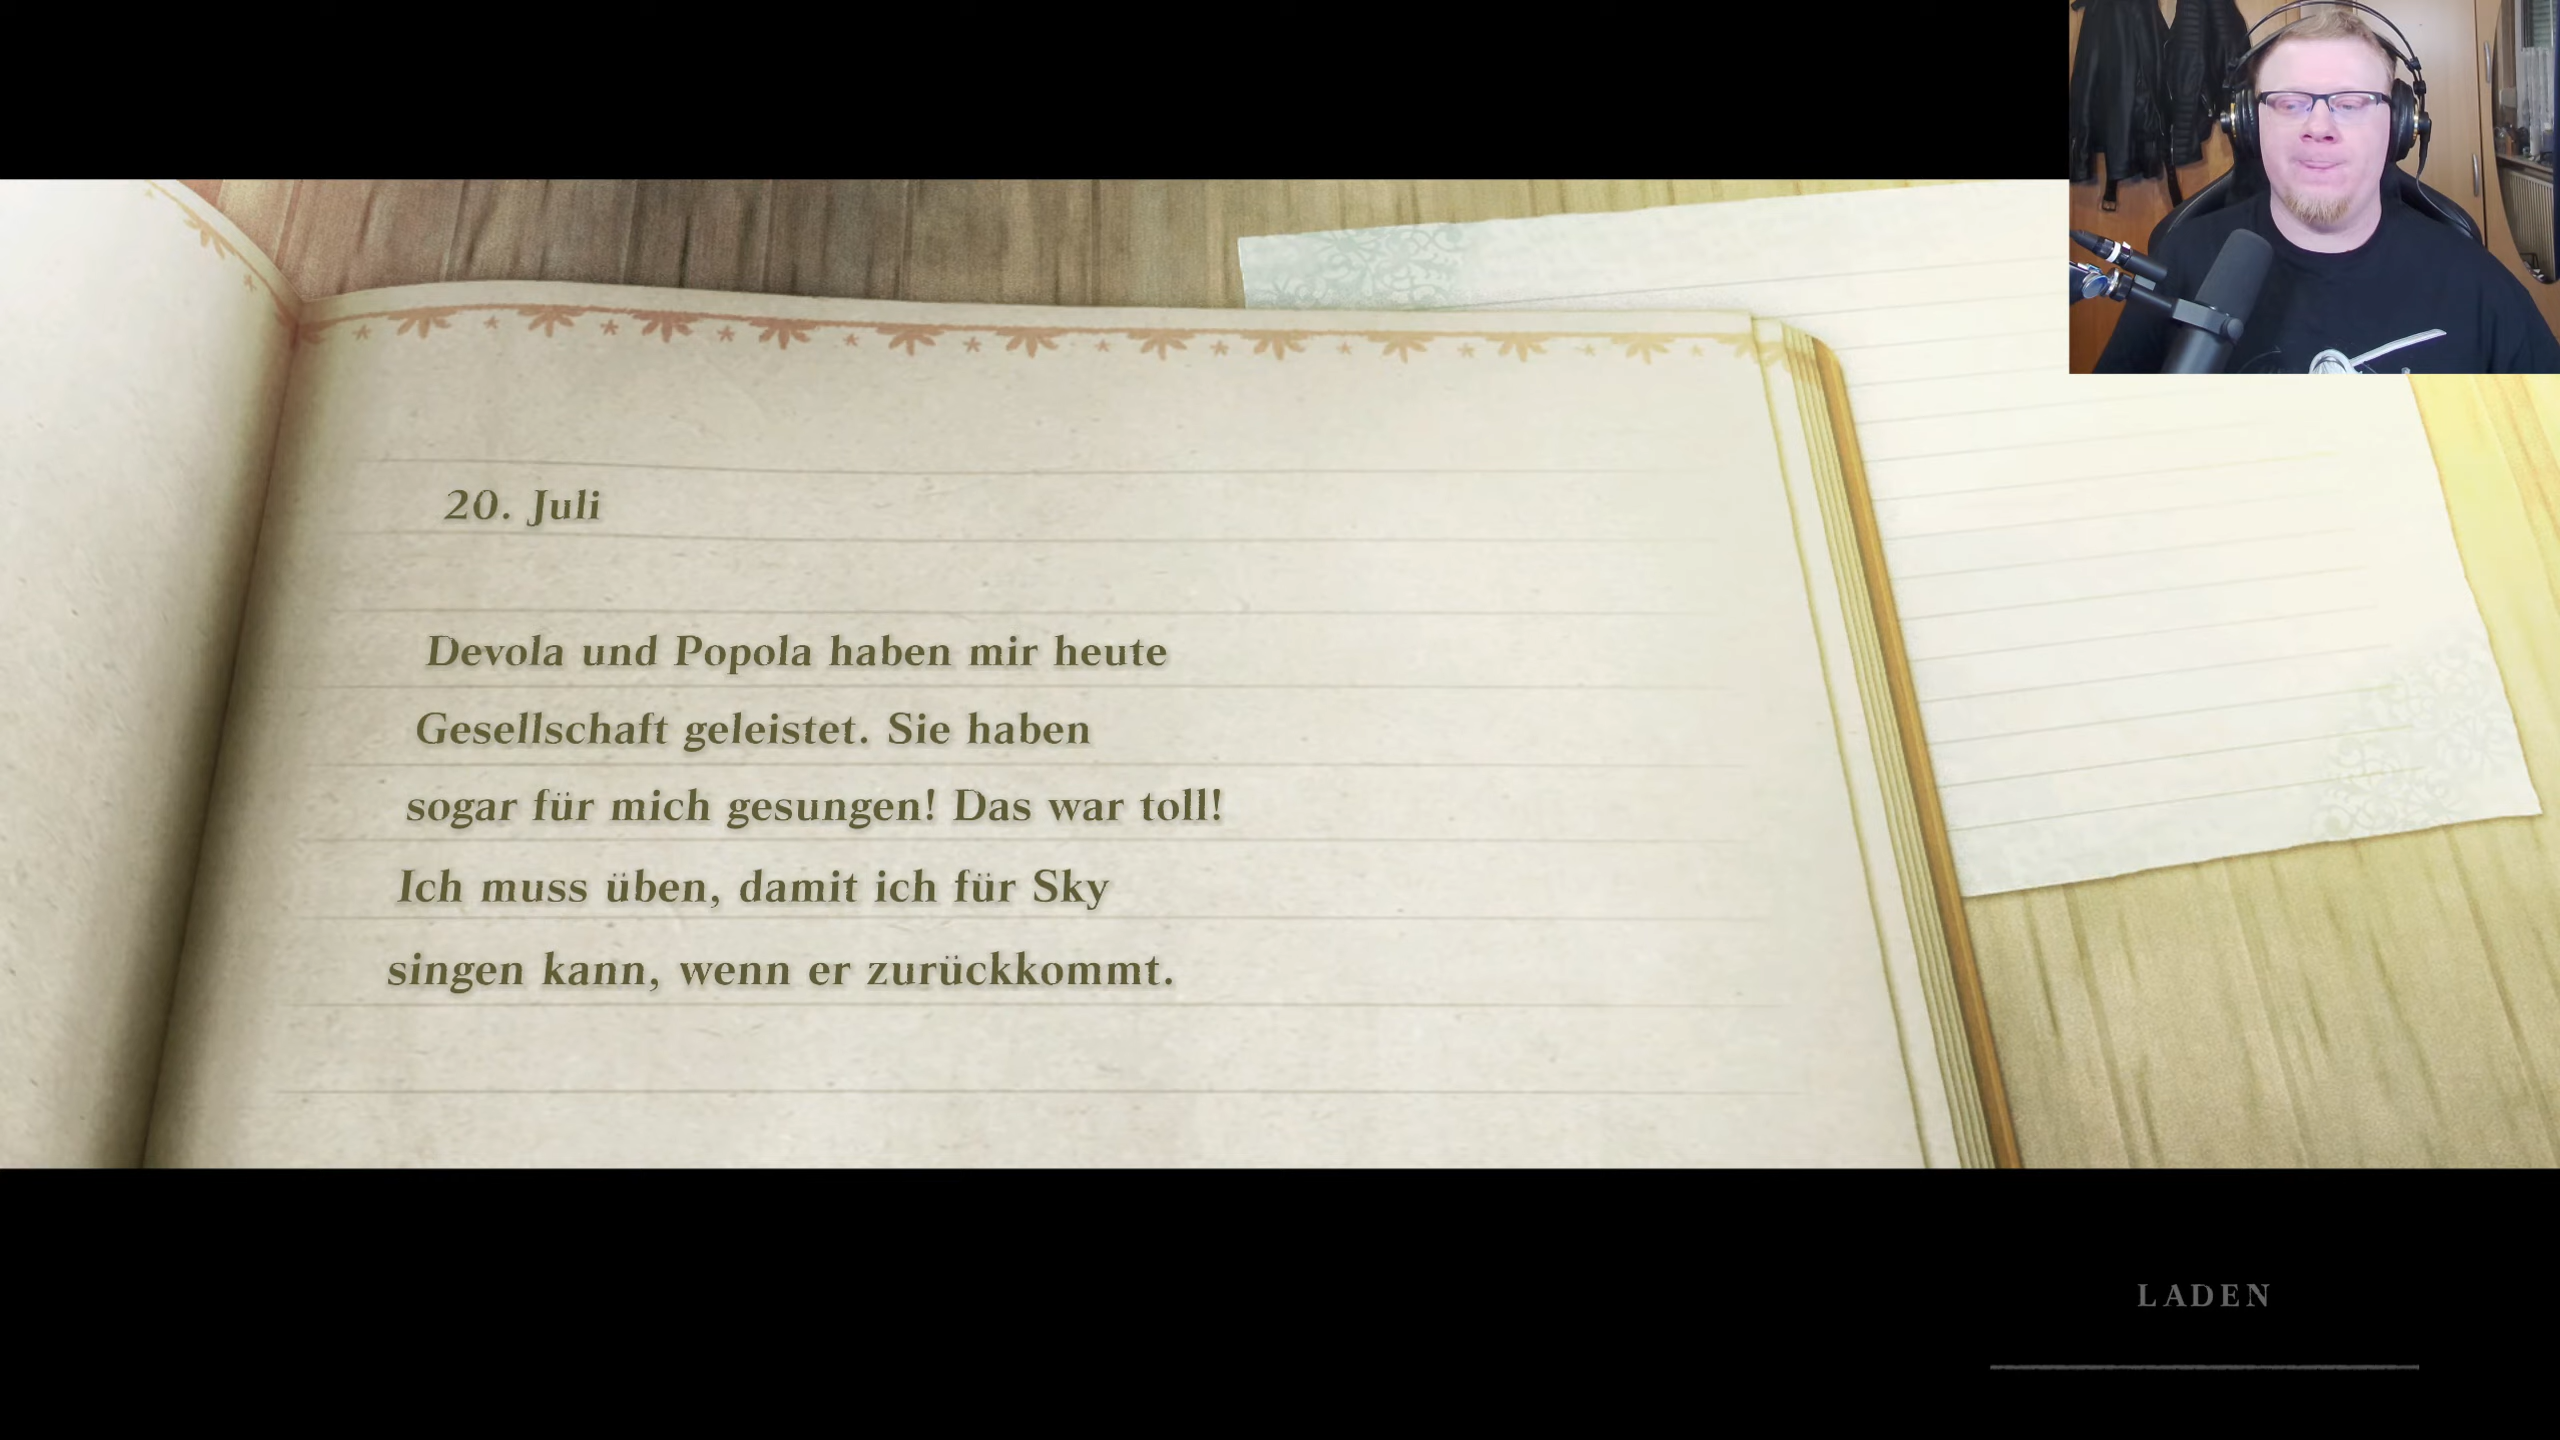 20. Juli
Devola und Popola haben mir heute
Gesellschaft geleistet. Sie haben
sogar für mich gesungen! Das war toll!
Ich muss üben, damit ich für Sky
singen kann, wenn er zurückkommt.
LADEN